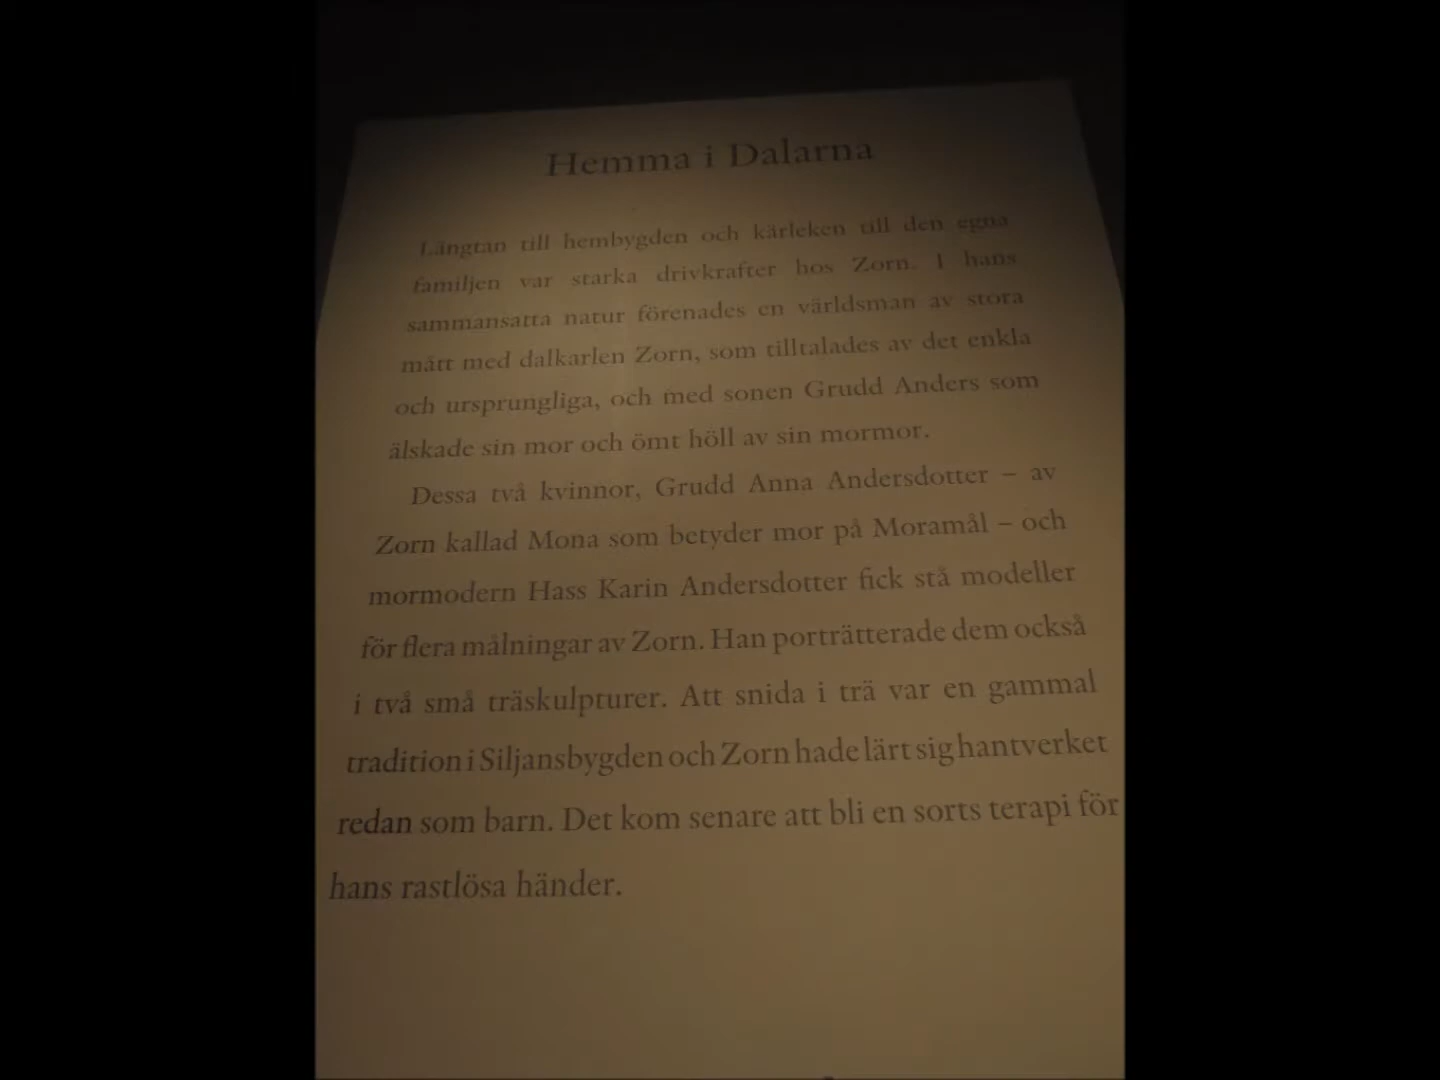 Hemma i Dalarna
Längtan till hembygden och kärleken till den egna
familjen var starka drivkrafter hos Zorn. I hans
sammansatta natur förenades en världsman av stora
mått med dalkarlen Zorn, som tilltalades av det enkla
och ursprungliga, och med sonen Grudd Anders som
älskade sin mor och ömt höll av sin mormor.
Dessa två kvinnor, Grudd Anna Andersdotter – av
Zorn kallad Mona som betyder mor på Moramål – och
mormodern Hass Karin Andersdotter fick stå modeller
för flera målningar av Zorn. Han porträtterade dem också
i två små träskulpturer. Att snida i trä var en gammal
tradition i Siljansbygden och Zorn hade lärt sig hantverket
redan som barn. Det kom senare att bli en sorts terapi för
hans rastlösa händer.